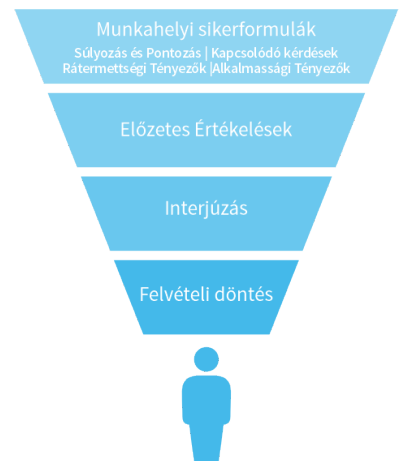 Munkahelyi sikerformulák
Súlyozás és Pontozás | Kapcsolódó kérdések
Rátermettségi Tényezők |Alkalmassági Tényezők
Előzetes Értékelések
Interjúzás
Felvételi döntés